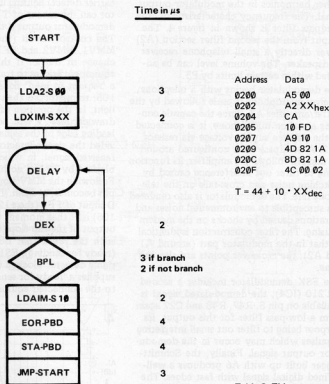 Time in µs
START
LDA2-S 00
3
LDXIM-S XX
2
DELAY
DEX
2
BPL
3 if branch
2 if not branch
LDAIM-S 10
2
EOR-PBD
4
STA-PBD
4
JMP-START
3
Address Data
0200 A5 00
0202 A2 XXhex
0204 CA
0205 10 FD
0207 A9 10
0209 4D 82 1A
020C 8D 82 1A
020F 4C 00 02
T = 44 + 10 · XXdec